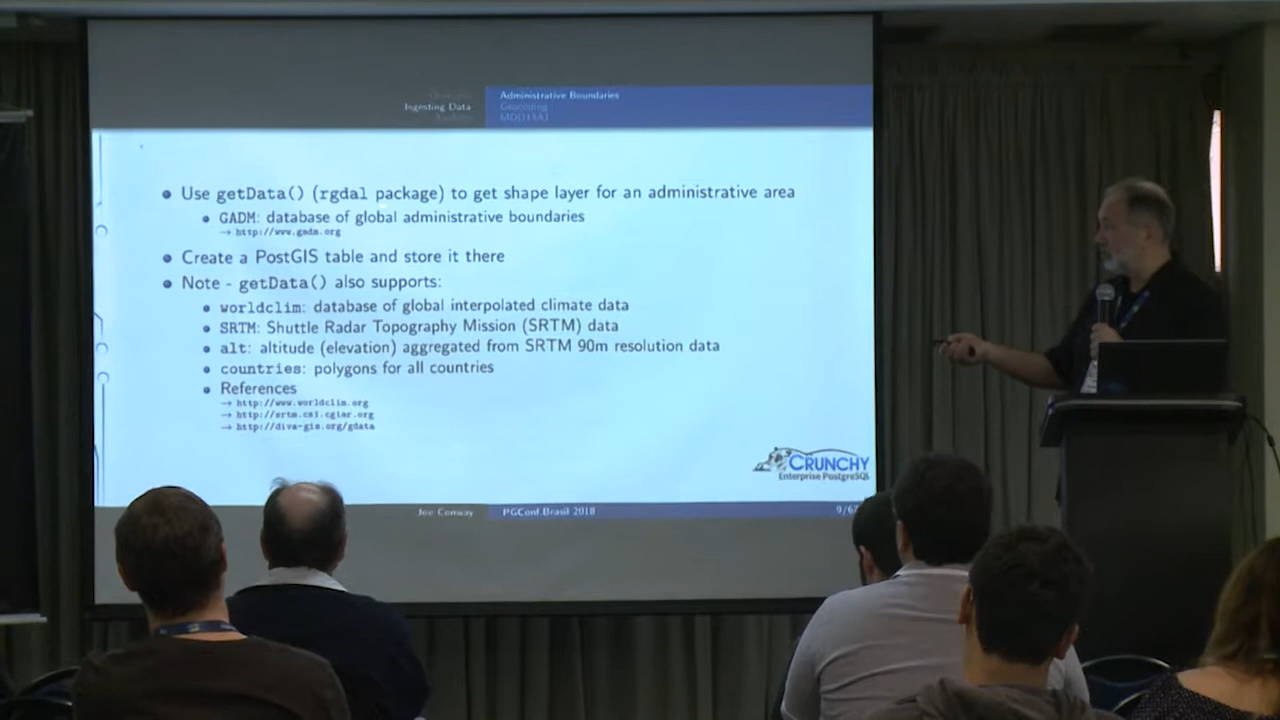 Ingesting Data
Administrative Boundaries
Geocoding
MOD13A1
• Use getData() (rgdal package) to get shape layer for an administrative area
• GADM: database of global administrative boundaries
→ http://www.gadm.org
• Create a PostGIS table and store it there
• Note - getData() also supports:
• worldclim: database of global interpolated climate data
• SRTM: Shuttle Radar Topography Mission (SRTM) data
• alt: altitude (elevation) aggregated from SRTM 90m resolution data
• countries: polygons for all countries
• References
→ http://www.worldclim.org
→ http://srtm.csi.cgiar.org
→ http://diva-gis.org/gdata
CRUNCHY
Enterprise PostgreSQL
Joe Conway
PGConf.Brasil 2018